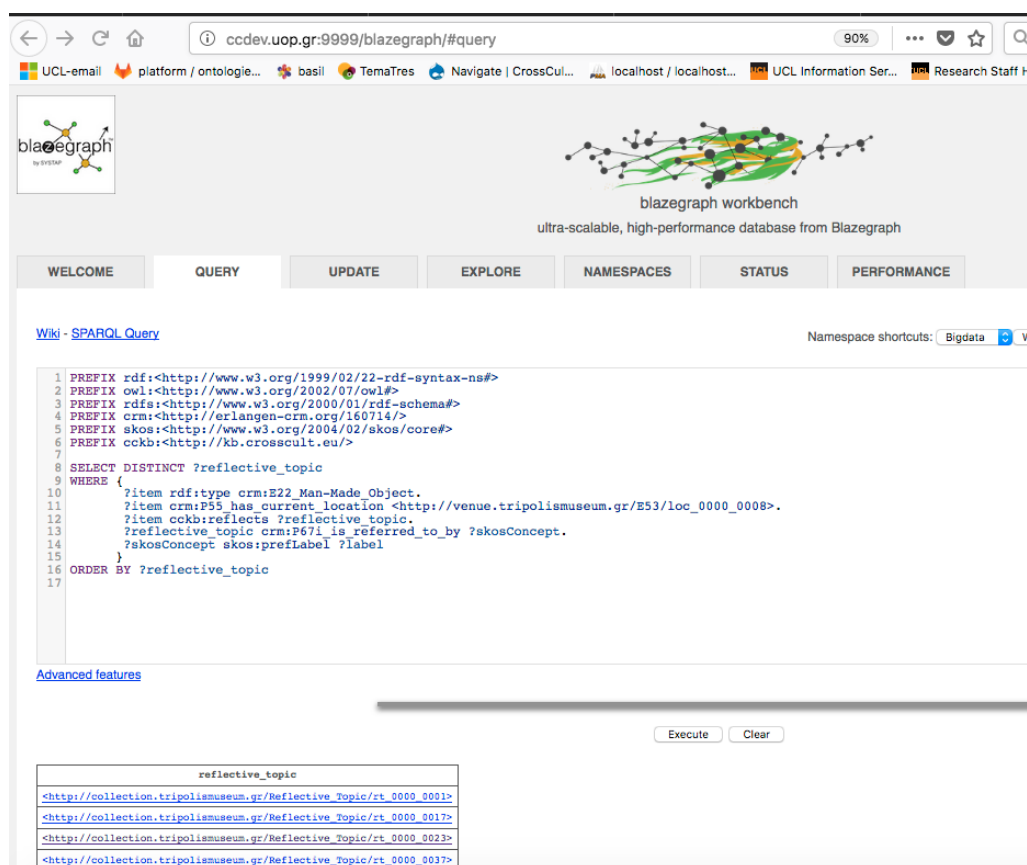 ccdev.uop.gr:9999/blazegraph/#query 90%
UCL-email platform / ontologie... basil TemaTres Navigate | CrossCul... localhost / localhost... UCL Information Ser... Research Staff H
blazegraph™
by SYSTAP
blazegraph workbench
ultra-scalable, high-performance database from Blazegraph
WELCOME QUERY UPDATE EXPLORE NAMESPACES STATUS PERFORMANCE
Wiki - SPARQL Query Namespace shortcuts: Bigdata
1 PREFIX rdf:<http://www.w3.org/1999/02/22-rdf-syntax-ns#>
2 PREFIX owl:<http://www.w3.org/2002/07/owl#>
3 PREFIX rdfs:<http://www.w3.org/2000/01/rdf-schema#>
4 PREFIX crm:<http://erlangen-crm.org/160714/>
5 PREFIX skos:<http://www.w3.org/2004/02/skos/core#>
6 PREFIX cckb:<http://kb.crosscult.eu/>
7
8 SELECT DISTINCT ?reflective_topic
9 WHERE {
10 ?item rdf:type crm:E22_Man-Made_Object.
11 ?item crm:P55_has_current_location <http://venue.tripolismuseum.gr/E53/loc_0000_0008>.
12 ?item cckb:reflects ?reflective_topic.
13 ?reflective_topic crm:P67i_is_referred_to_by ?skosConcept.
14 ?skosConcept skos:prefLabel ?label
15 }
16 ORDER BY ?reflective_topic
17
Advanced features
Execute Clear
reflective_topic
<http://collection.tripolismuseum.gr/Reflective_Topic/rt_0000_0001>
<http://collection.tripolismuseum.gr/Reflective_Topic/rt_0000_0017>
<http://collection.tripolismuseum.gr/Reflective_Topic/rt_0000_0023>
<http://collection.tripolismuseum.gr/Reflective_Topic/rt_0000_0037>